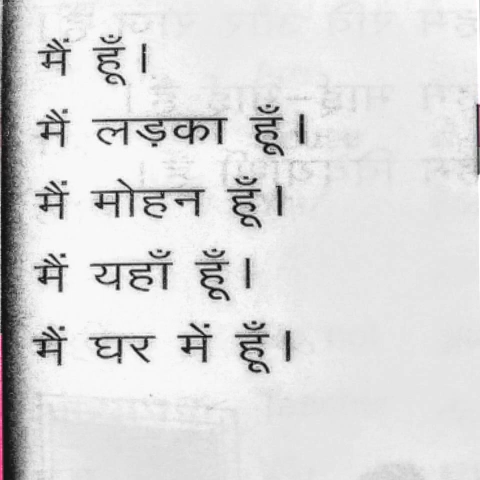 मैं हूँ।
मैं लड़का हूँ।
मैं मोहन हूँ।
मैं यहाँ हूँ।
मैं घर में हूँ।